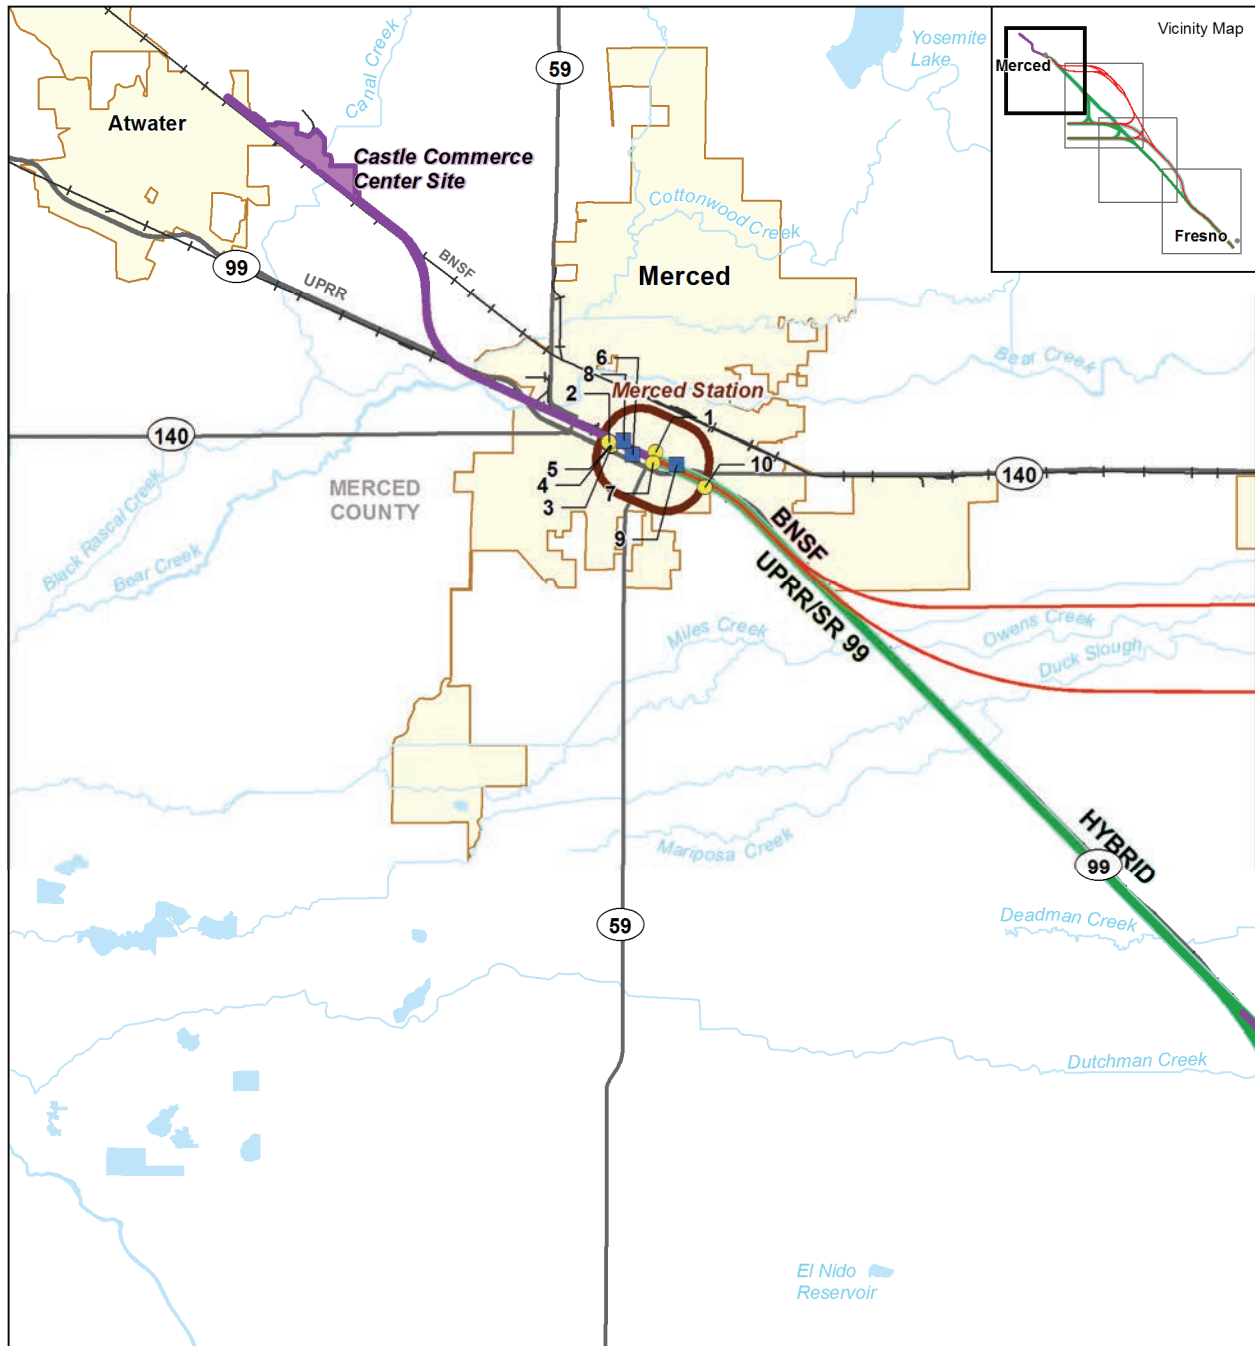 Vicinity Map
Merced
Fresno
59
Canal Creek
Yosemite
Lake
Atwater
Castle Commerce
Center Site
Cottonwood Creek
99
UPRR
BNSF
Merced
Bear Creek
6
8
2
Merced Station
1
140
5
4
3
7
9
10
140
MERCED
COUNTY
Black Rascal Creek
Bear Creek
BNSF
UPRR/SR 99
Miles Creek
Owens Creek
Duck Slough
Mariposa Creek
HYBRID
99
59
Deadman Creek
Dutchman Creek
El Nido
Reservoir